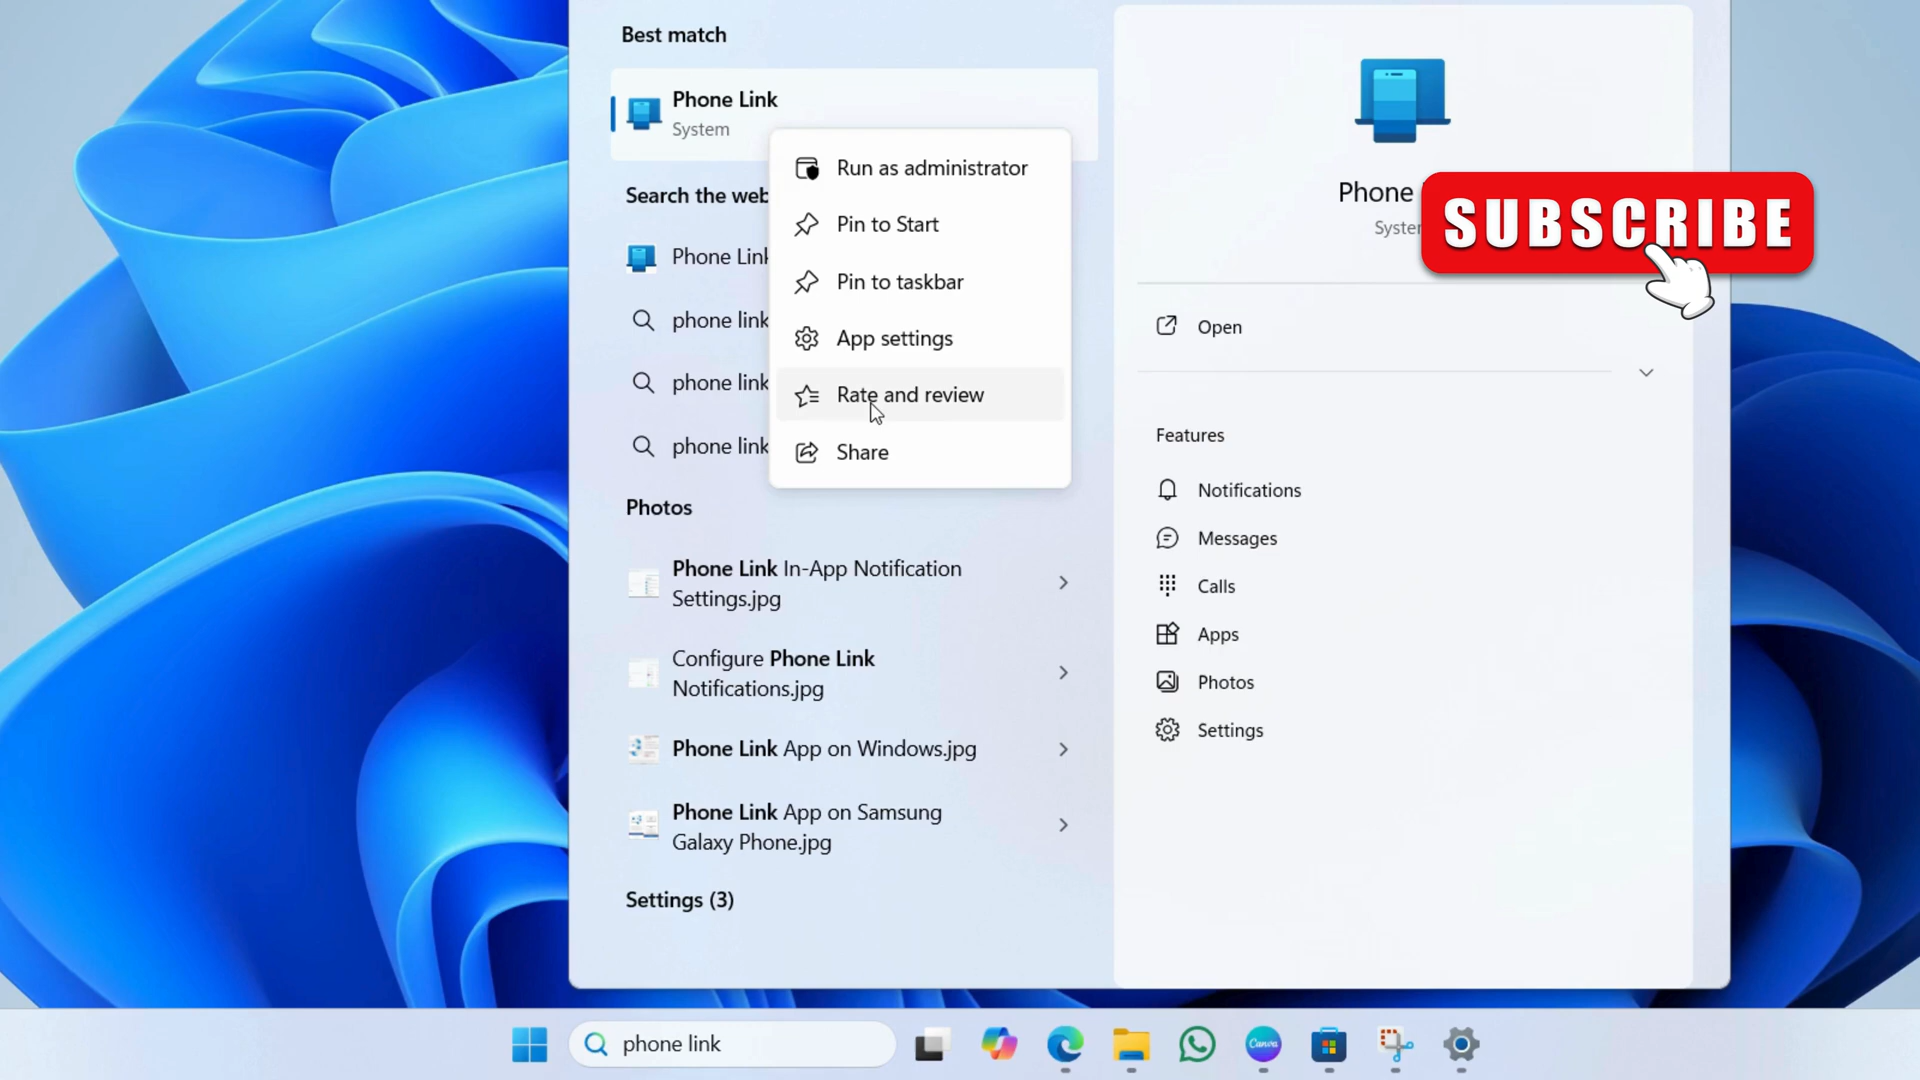 Best match
Phone Link
System
Run as administrator
Search the web
Pin to Start
Phone Link
Pin to taskbar
phone link
App settings
phone link
Rate and review
phone link
Share
Photos
Phone Link In-App Notification
Settings.jpg
Configure Phone Link
Notifications.jpg
Phone Link App on Windows.jpg
Phone Link App on Samsung
Galaxy Phone.jpg
Settings (3)
Phone
System
SUBSCRIBE
Open
Features
Notifications
Messages
Calls
Apps
Photos
Settings
phone link
Canva